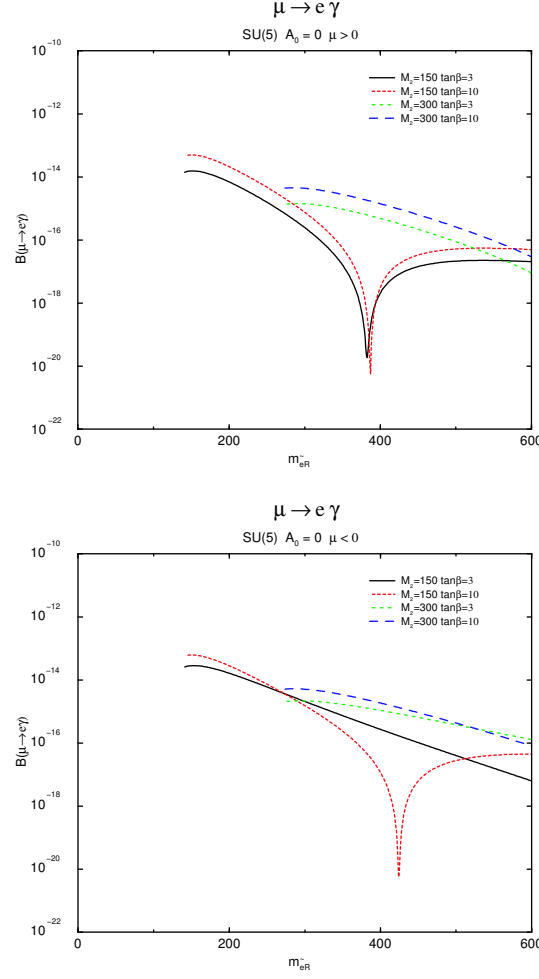 μ → e γ
SU(5) A₀ = 0 μ > 0
10⁻¹⁰
10⁻¹²
10⁻¹⁴
10⁻¹⁶
10⁻¹⁸
10⁻²⁰
10⁻²²
B(μ→eγ)
M₂=150 tanβ=3
M₂=150 tanβ=10
M₂=300 tanβ=3
M₂=300 tanβ=10
0 200 400 600
m_ẽR
μ → e γ
SU(5) A₀ = 0 μ < 0
10⁻¹⁰
10⁻¹²
10⁻¹⁴
10⁻¹⁶
10⁻¹⁸
10⁻²⁰
10⁻²²
B(μ→eγ)
M₂=150 tanβ=3
M₂=150 tanβ=10
M₂=300 tanβ=3
M₂=300 tanβ=10
0 200 400 600
m_ẽR